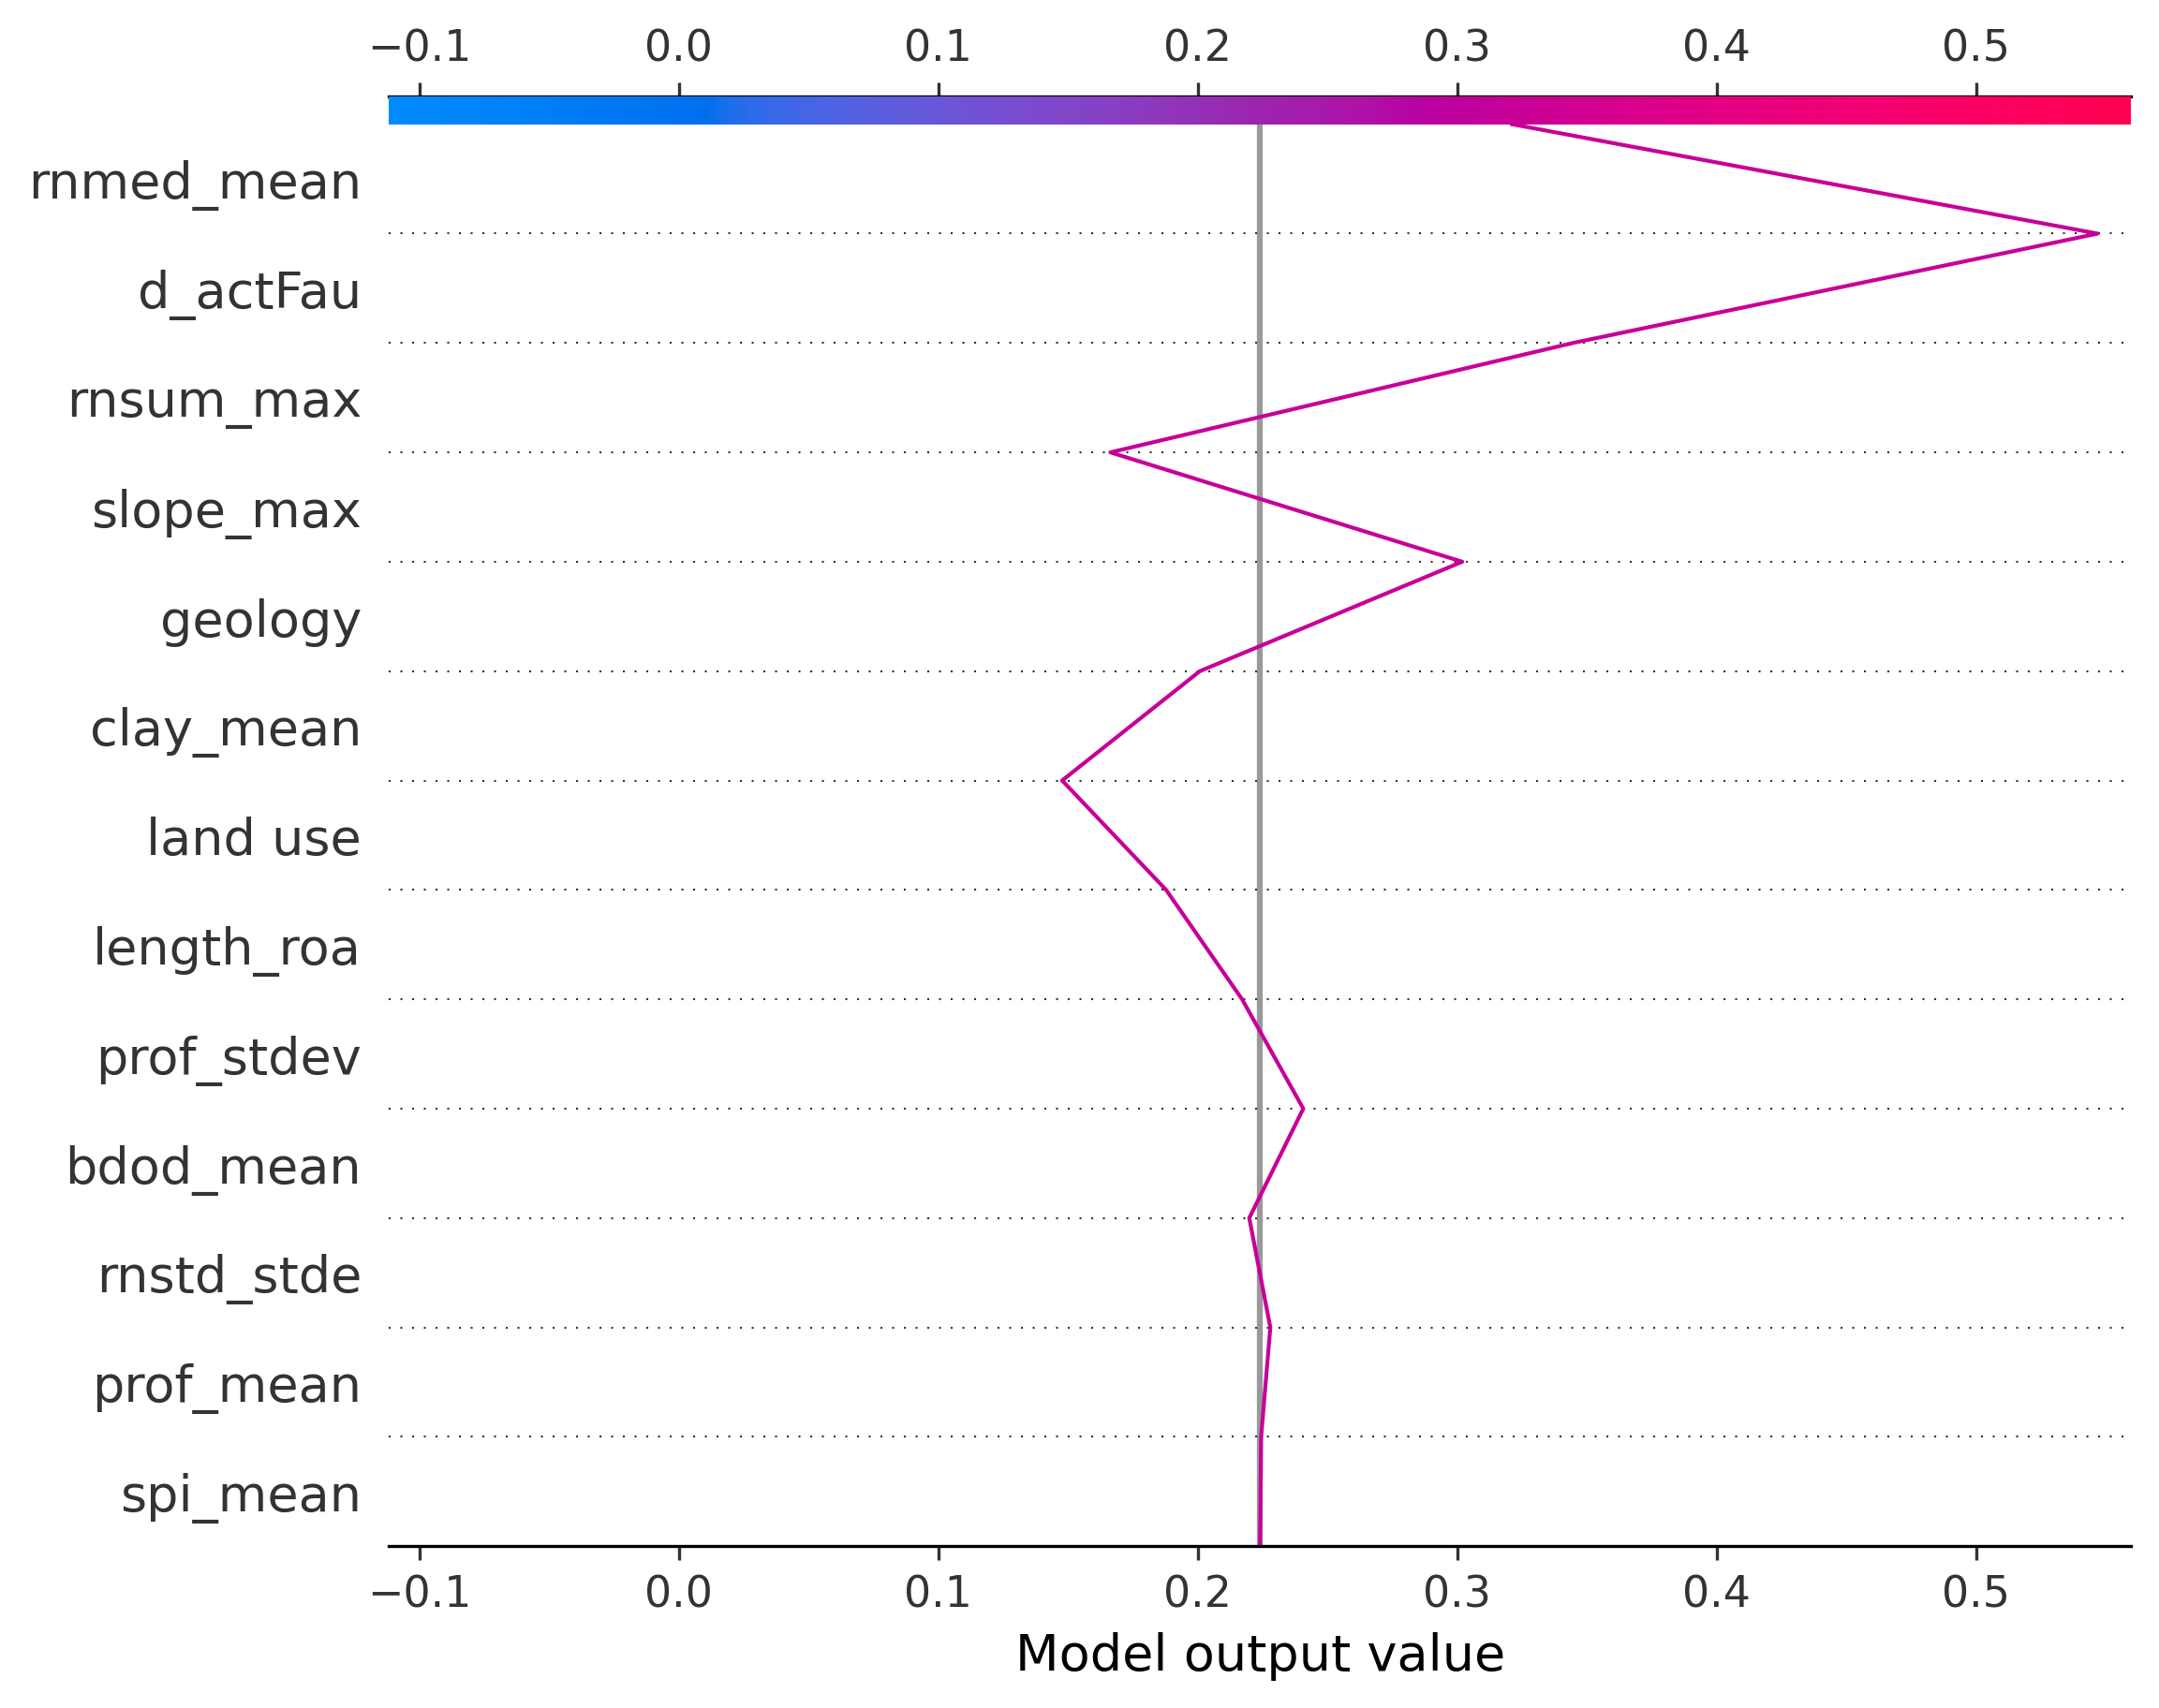 −0.1 0.0 0.1 0.2 0.3 0.4 0.5
rnmed_mean
d_actFau
rnsum_max
slope_max
geology
clay_mean
land use
length_roa
prof_stdev
bdod_mean
rnstd_stde
prof_mean
spi_mean
−0.1 0.0 0.1 0.2 0.3 0.4 0.5
Model output value